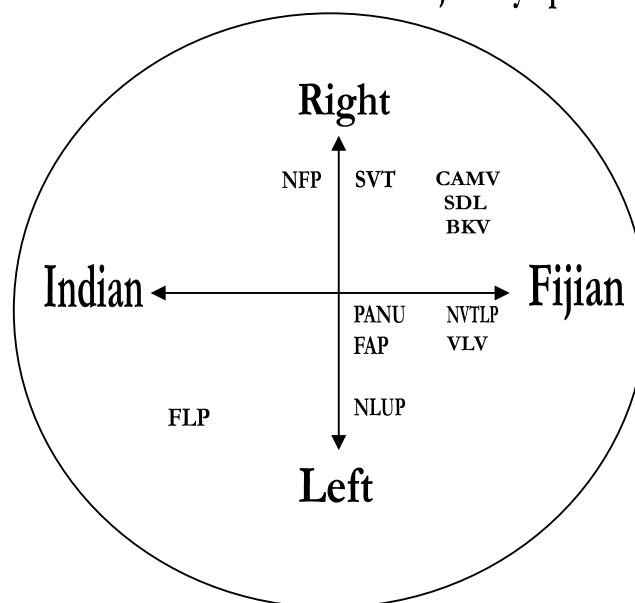 Right
NFP SVT CAMV
SDL
BKV
Indian Fijian
PANU NVTLP
FAP VLV
NLUP
FLP
Left